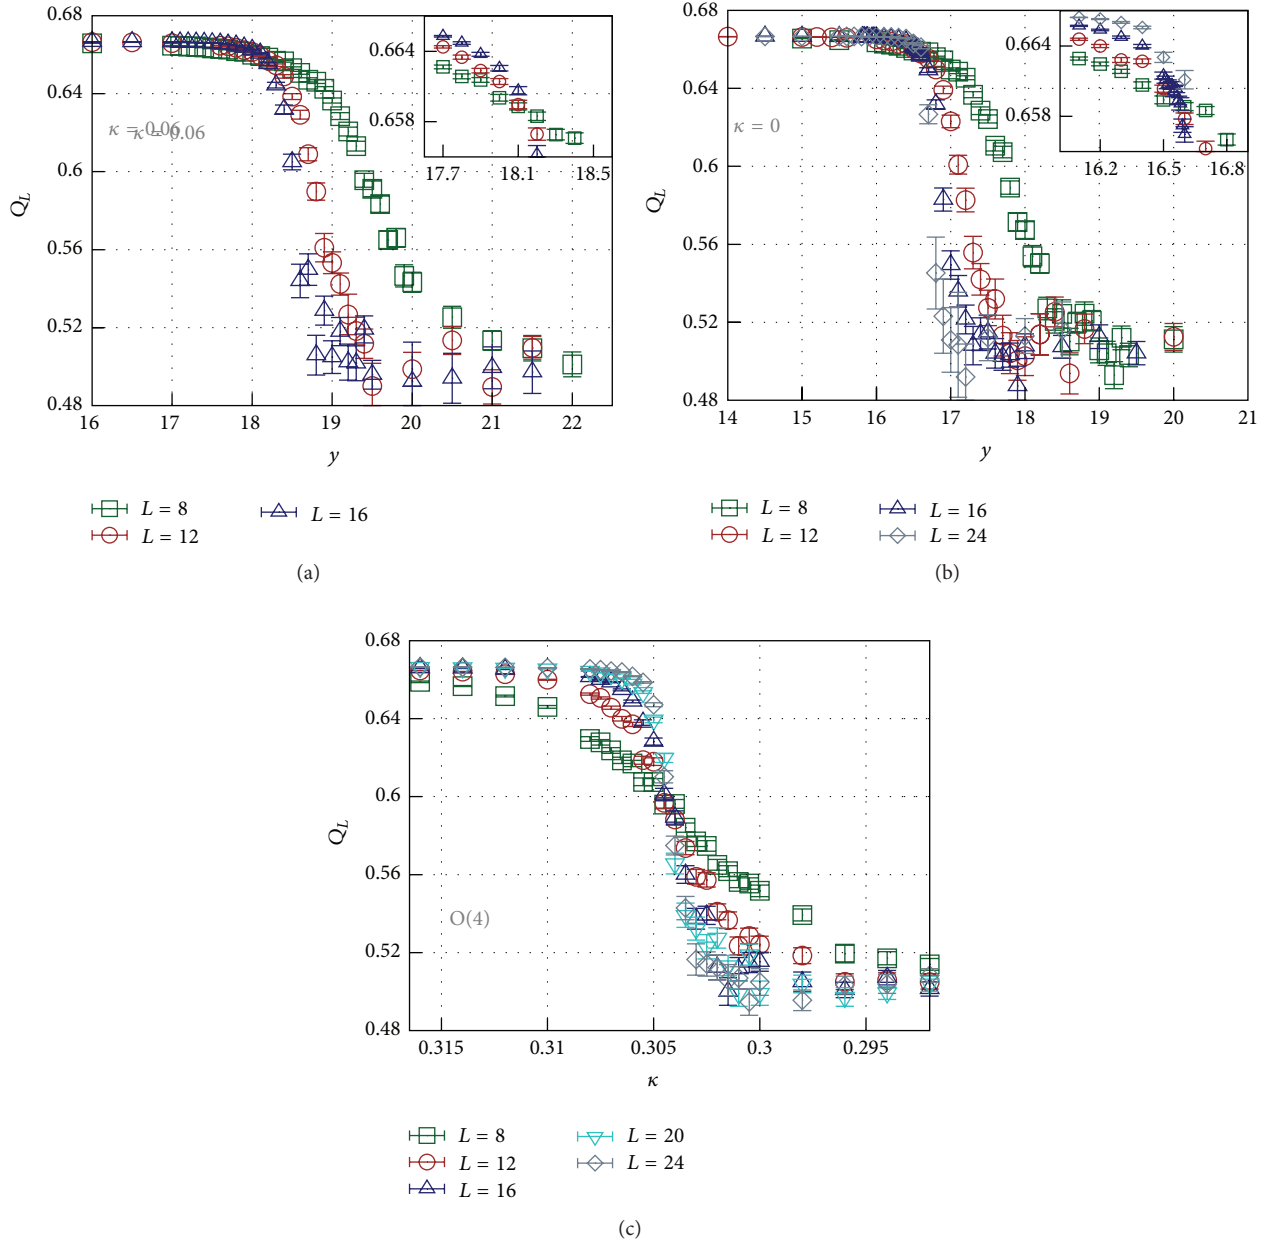 0.68
0.64
0.6
0.56
0.52
0.48
Q_L
κ = 0.06
κ = 0.06
0.664
0.658
17.7 18.1 18.5
16 17 18 19 20 21 22
y
L = 8
L = 12
L = 16
(a)
0.68
0.64
0.6
0.56
0.52
0.48
Q_L
κ = 0
0.664
0.658
16.2 16.5 16.8
14 15 16 17 18 19 20 21
y
L = 8
L = 12
L = 16
L = 24
(b)
0.68
0.64
0.6
0.56
0.52
0.48
Q_L
O(4)
0.315 0.31 0.305 0.3 0.295
κ
L = 8
L = 12
L = 16
L = 20
L = 24
(c)